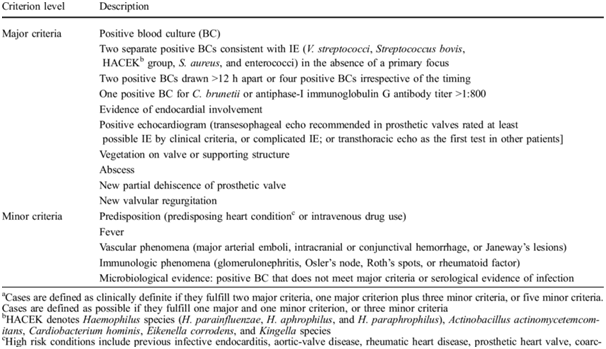 Criterion level Description
Major criteria Positive blood culture (BC)
Two separate positive BCs consistent with IE (V. streptococci, Streptococcus bovis,
HACEKb group, S. aureus, and enterococci) in the absence of a primary focus
Two positive BCs drawn >12 h apart or four positive BCs irrespective of the timing
One positive BC for C. brunetii or antiphase-I immunoglobulin G antibody titer >1:800
Evidence of endocardial involvement
Positive echocardiogram (transesophageal echo recommended in prosthetic valves rated at least
possible IE by clinical criteria, or complicated IE; or transthoracic echo as the first test in other patients]
Vegetation on valve or supporting structure
Abscess
New partial dehiscence of prosthetic valve
New valvular regurgitation
Minor criteria Predisposition (predisposing heart conditionc or intravenous drug use)
Fever
Vascular phenomena (major arterial emboli, intracranial or conjunctival hemorrhage, or Janeway's lesions)
Immunologic phenomena (glomerulonephritis, Osler's node, Roth's spots, or rheumatoid factor)
Microbiological evidence: positive BC that does not meet major criteria or serological evidence of infection
aCases are defined as clinically definite if they fulfill two major criteria, one major criterion plus three minor criteria, or five minor criteria.
Cases are defined as possible if they fulfill one major and one minor criterion, or three minor criteria
bHACEK denotes Haemophilus species (H. parainfluenzae, H. aphrophilus, and H. paraphrophilus), Actinobacillus actinomycetemcom-
itans, Cardiobacterium hominis, Eikenella corrodens, and Kingella species
cHigh risk conditions include previous infective endocarditis, aortic-valve disease, rheumatic heart disease, prosthetic heart valve, coarc-